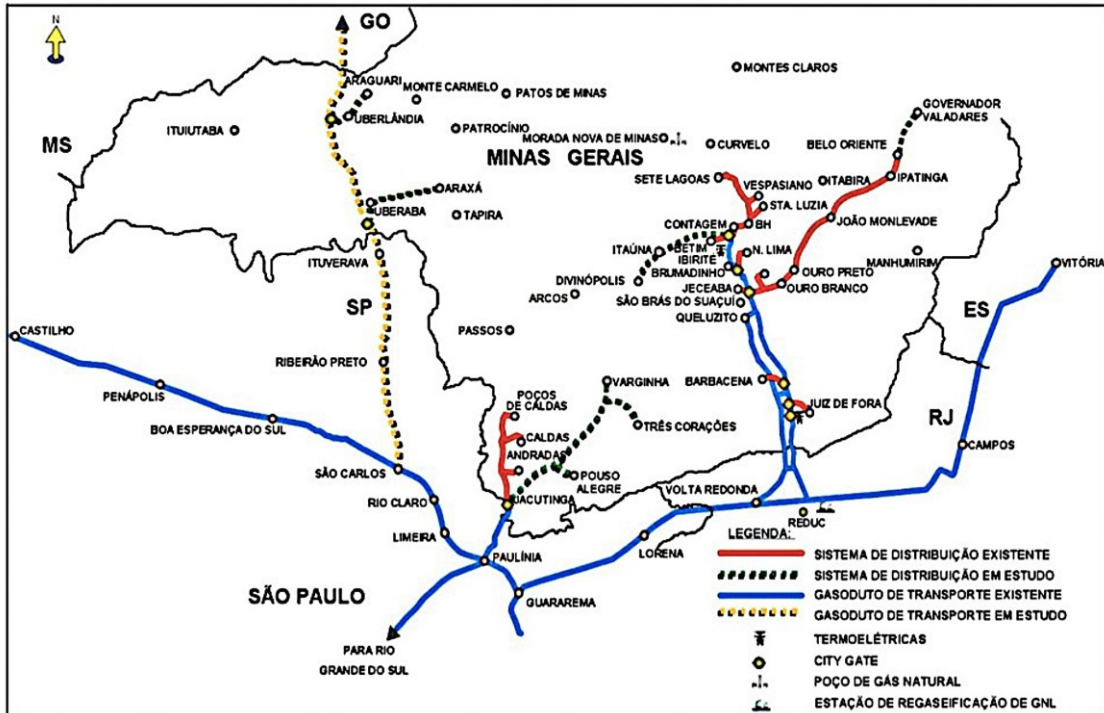 N
GO
ARAGUARI
MONTE CARMELO
PATOS DE MINAS
MONTES CLAROS
UBERLÂNDIA
ITUIUTABA
PATROCÍNIO
MORADA NOVA DE MINAS
CURVELO
GOVERNADOR
VALADARES
MS
MINAS GERAIS
BELO ORIENTE
SETE LAGOAS
VESPASIANO
ITABIRA
IPATINGA
ARAXÁ
STA. LUZIA
UBERABA
TAPIRA
CONTAGEM
BH
JOÃO MONLEVADE
ITAÚNA
BETIM
IBIRITÉ
N. LIMA
ITUVERAVA
BRUMADINHO
MANHUMIRIM
VITÓRIA
DIVINÓPOLIS
OURO PRETO
JECEABA
OURO BRANCO
ARCOS
SÃO BRÁS DO SUAÇUÍ
SP
ES
QUELUZITO
CASTILHO
PASSOS
RIBEIRÃO PRETO
PENÁPOLIS
VARGINHA
BARBACENA
POÇOS
DE CALDAS
JUIZ DE FORA
BOA ESPERANÇA DO SUL
TRÊS CORAÇÕES
RJ
CALDAS
CAMPOS
ANDRADAS
SÃO CARLOS
POUSO
ALEGRE
RIO CLARO
JACUTINGA
VOLTA REDONDA
REDUC
LIMEIRA
LORENA
PAULÍNIA
SÃO PAULO
GUARAREMA
PARA RIO
GRANDE DO SUL
LEGENDA:
SISTEMA DE DISTRIBUIÇÃO EXISTENTE
SISTEMA DE DISTRIBUIÇÃO EM ESTUDO
GASODUTO DE TRANSPORTE EXISTENTE
GASODUTO DE TRANSPORTE EM ESTUDO
TERMOELÉTRICAS
CITY GATE
POÇO DE GÁS NATURAL
ESTAÇÃO DE REGASEIFICAÇÃO DE GNL